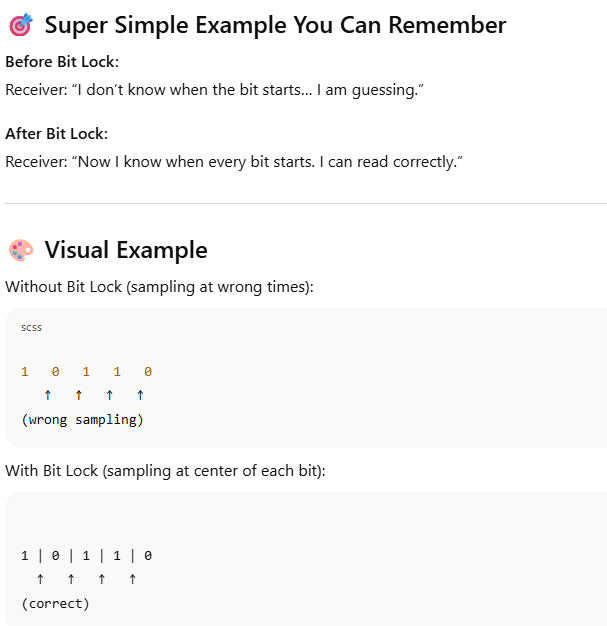 🎯 Super Simple Example You Can Remember
Before Bit Lock:
Receiver: “I don’t know when the bit starts… I am guessing.”
After Bit Lock:
Receiver: “Now I know when every bit starts. I can read correctly.”
🎨 Visual Example
Without Bit Lock (sampling at wrong times):
scss
1   0   1   1   0
   ↑   ↑   ↑   ↑
(wrong sampling)
With Bit Lock (sampling at center of each bit):
1 | 0 | 1 | 1 | 0
  ↑   ↑   ↑   ↑
(correct)